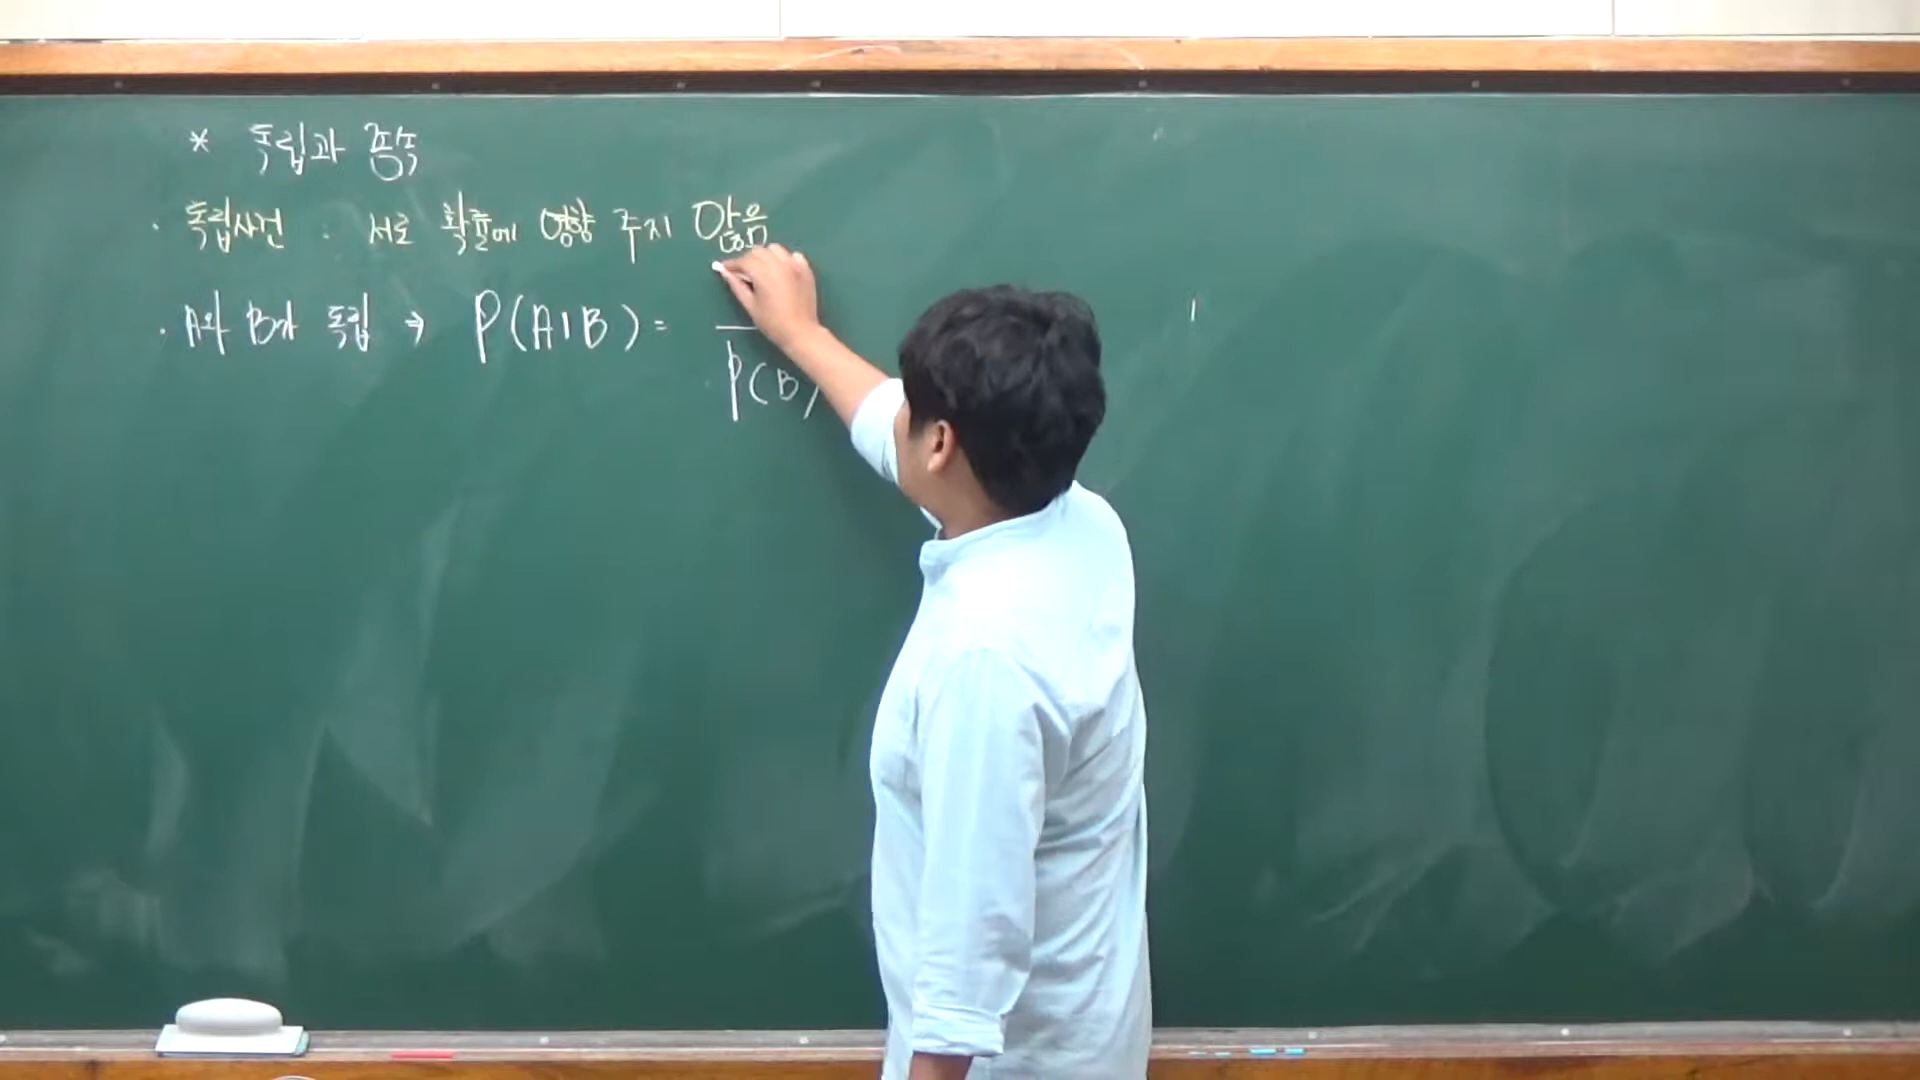 * 독립과 종속
· 독립사건 : 서로 확률에 영향 주지 않음
· A와 B가 독립 ⇒ P(A|B) =
P(B)